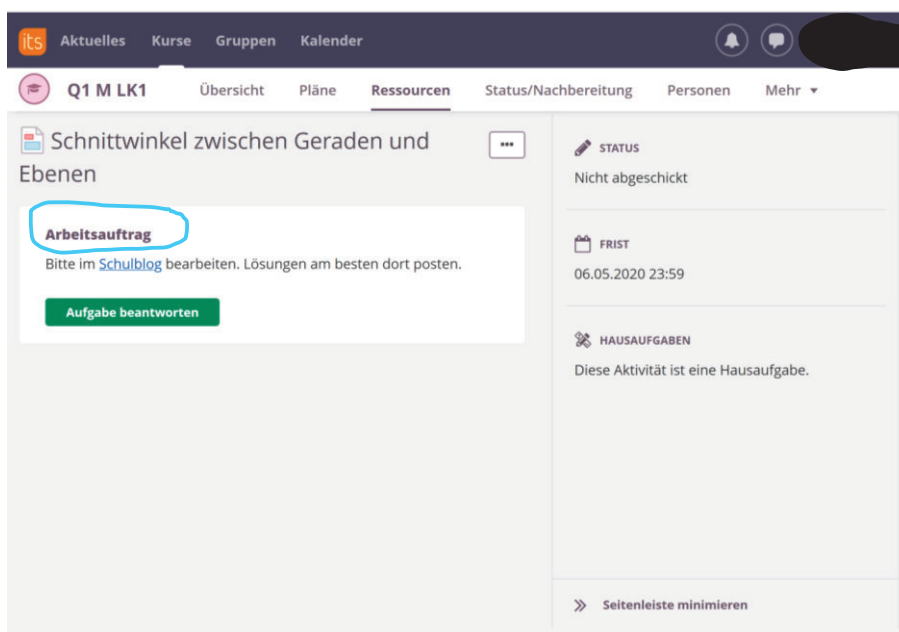 its Aktuelles Kurse Gruppen Kalender
Q1 M LK1 Übersicht Pläne Ressourcen Status/Nachbereitung Personen Mehr
Schnittwinkel zwischen Geraden und
Ebenen
Arbeitsauftrag
Bitte im Schulblog bearbeiten. Lösungen am besten dort posten.
Aufgabe beantworten
STATUS
Nicht abgeschickt
FRIST
06.05.2020 23:59
HAUSAUFGABEN
Diese Aktivität ist eine Hausaufgabe.
Seitenleiste minimieren